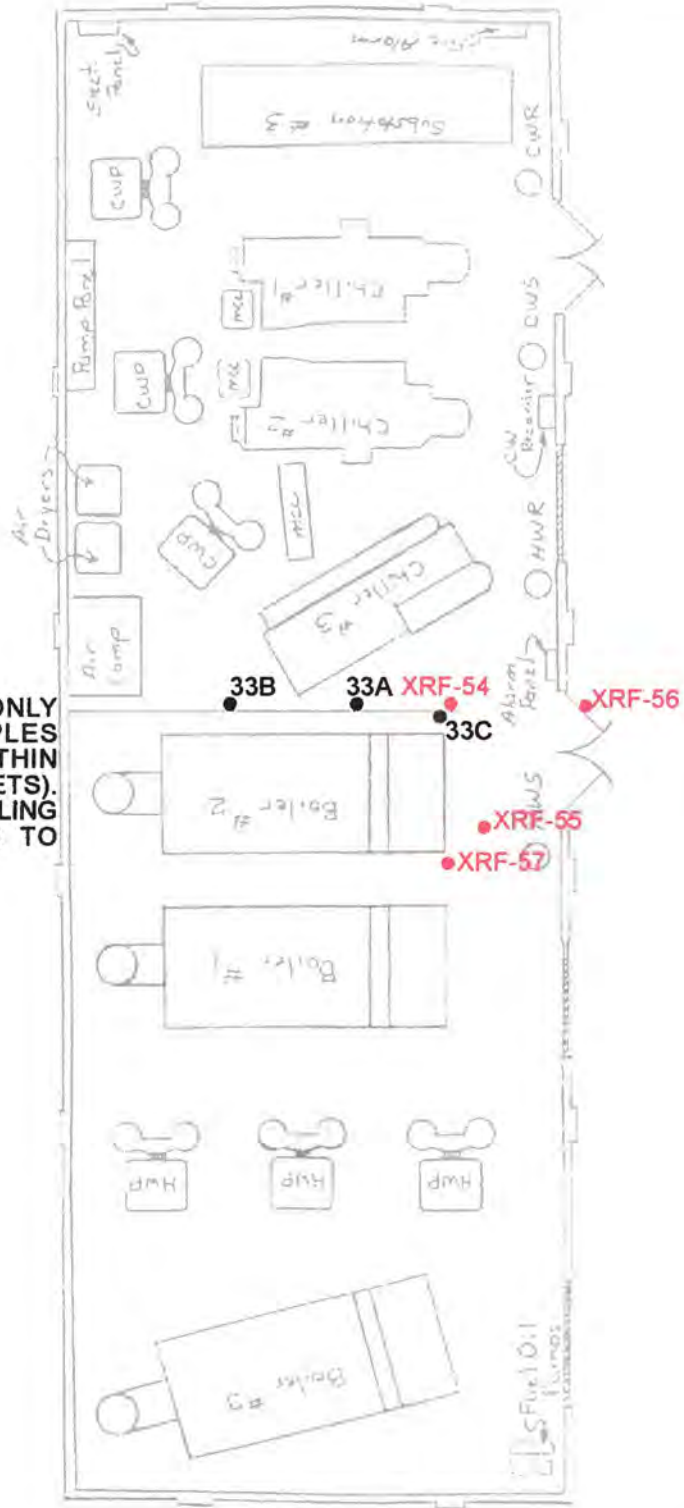 Elect.
Panel
Fire Alarm
Substation #3
CWR
CWP
Pump Panel
MCC
Chiller
#1
CWS
CWP
MCC
Chiller
#2
CW
Air
Dryers
MCC
CWP
HWR
Chiller
#3
Air
Comp
Alarm
Panel
ONLY
PLES
THIN
ETS).
LING
TO
33B
33A
XRF-54
XRF-56
33C
Boiler #2
HWS
XRF-55
XRF-57
Boiler #1
HWP
HWP
HWP
Boiler
#3
Fuel Oil
Pumps